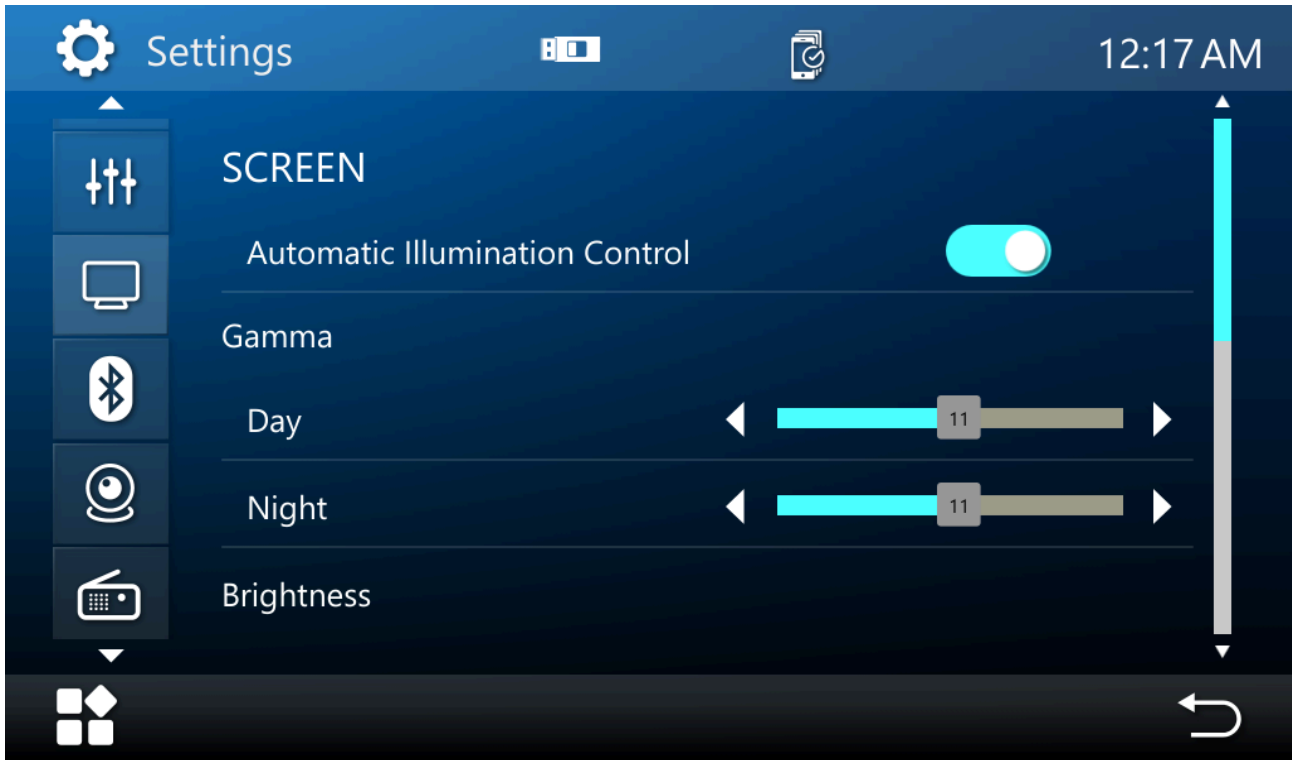 Settings
12:17 AM
SCREEN
Automatic Illumination Control
Gamma
Day
11
Night
11
Brightness